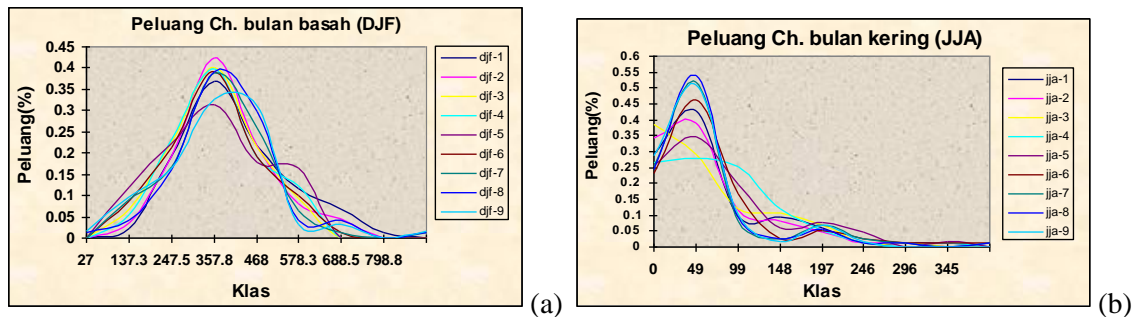 Peluang Ch. bulan basah (DJF)
Peluang(%)
0.45
0.4
0.35
0.3
0.25
0.2
0.15
0.1
0.05
0
27 137.3 247.5 357.8 468 578.3 688.5 798.8
Klas
djf-1
djf-2
djf-3
djf-4
djf-5
djf-6
djf-7
djf-8
djf-9
(a)
Peluang Ch. bulan kering (JJA)
Peluang(%)
0.6
0.55
0.5
0.45
0.4
0.35
0.3
0.25
0.2
0.15
0.1
0.05
0
0 49 99 148 197 246 296 345
Klas
jja-1
jja-2
jja-3
jja-4
jja-5
jja-6
jja-7
jja-8
jja-9
(b)